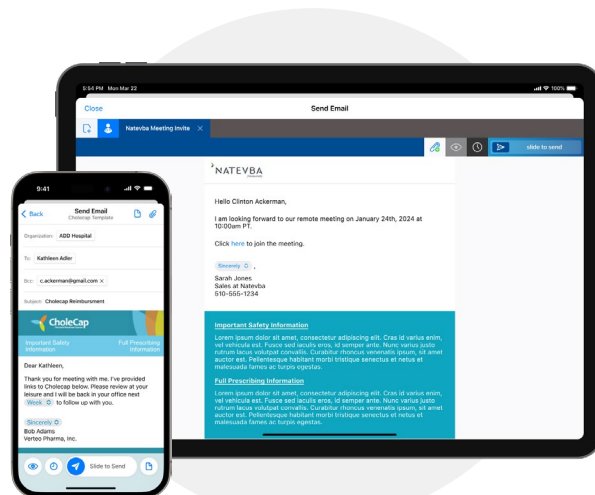 5:54 PM Mon Mar 22
100%
Close
Send Email
Natevba Meeting Invite
slide to send
NATEVBA
Hello Clinton Ackerman,
I am looking forward to our remote meeting on January 24th, 2024 at
10:00am PT.
Click here to join the meeting.
Sincerely ,
Sarah Jones
Sales at Natevba
510-555-1234
Important Safety Information
Lorem ipsum dolor sit amet, consectetur adipiscing elit. Cras id varius enim,
vel vehicula est. Fusce sed iaculis eros, id semper ante. Nunc varius justo
rutrum lacus volutpat convallis. Curabitur rhoncus venenatis ipsum, sit amet
auctor est. Pellentesque habitant morbi tristique senectus et netus et
malesuada fames ac turpis egestas.
Full Prescribing Information
Lorem ipsum dolor sit amet, consectetur adipiscing elit. Cras id varius enim,
vel vehicula est. Fusce sed iaculis eros, id semper ante. Nunc varius justo
rutrum lacus volutpat convallis. Curabitur rhoncus venenatis ipsum, sit amet
auctor est. Pellentesque habitant morbi tristique senectus et netus et
malesuada fames ac turpis egestas.
9:41
Back
Send Email
Cholecap Template
Organization: ADD Hospital
To: Kathleen Adler
Bcc: c.ackerman@gmail.com
Subject: Cholecap Reimbursment
CholeCap
Important Safety
Information
Full Prescribing
Information
Dear Kathleen,
Thank you for meeting with me. I've provided
links to Cholecap below. Please review at your
leisure and I will be back in your office next
Week to follow up with you.
Sincerely
Bob Adams
Verteo Pharma, Inc.
Slide to Send